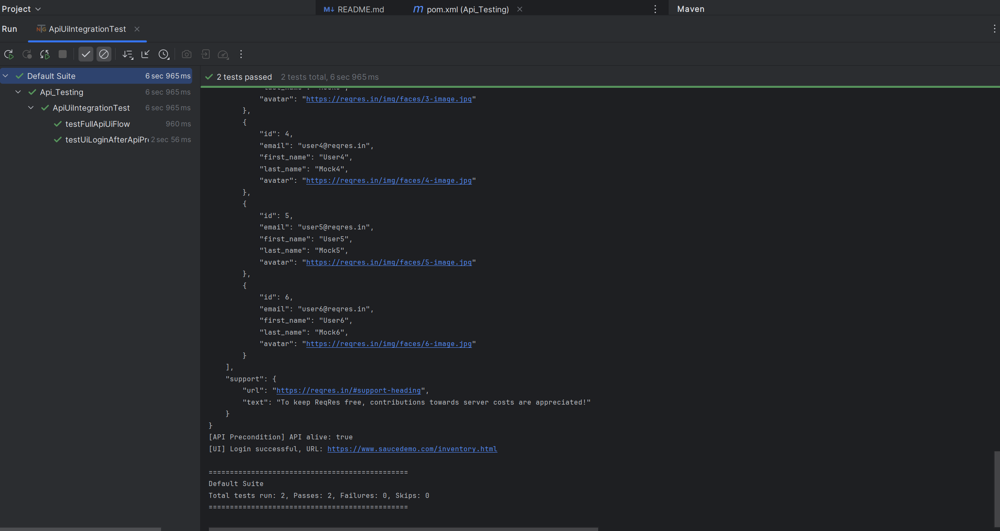 Project
README.md
pom.xml (Api_Testing)
Maven
Run
ApiUiIntegrationTest
Default Suite 6 sec 965 ms
Api_Testing 6 sec 965 ms
ApiUiIntegrationTest 6 sec 965 ms
testFullApiUiFlow 960 ms
testUiLoginAfterApiPr 2 sec 56 ms
2 tests passed 2 tests total, 6 sec 965 ms
"avatar": "https://reqres.in/img/faces/3-image.jpg"
},
{
"id": 4,
"email": "user4@reqres.in",
"first_name": "User4",
"last_name": "Mock4",
"avatar": "https://reqres.in/img/faces/4-image.jpg"
},
{
"id": 5,
"email": "user5@reqres.in",
"first_name": "User5",
"last_name": "Mock5",
"avatar": "https://reqres.in/img/faces/5-image.jpg"
},
{
"id": 6,
"email": "user6@reqres.in",
"first_name": "User6",
"last_name": "Mock6",
"avatar": "https://reqres.in/img/faces/6-image.jpg"
}
],
"support": {
"url": "https://reqres.in/#support-heading",
"text": "To keep ReqRes free, contributions towards server costs are appreciated!"
}
}
[API Precondition] API alive: true
[UI] Login successful, URL: https://www.saucedemo.com/inventory.html
===============================================
Default Suite
Total tests run: 2, Passes: 2, Failures: 0, Skips: 0
===============================================